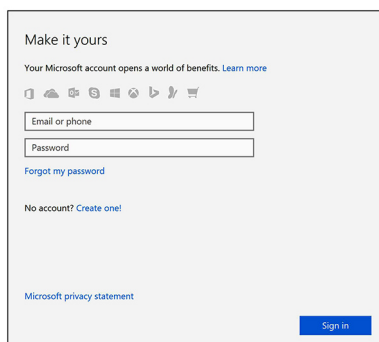 Make it yours
Your Microsoft account opens a world of benefits. Learn more
Email or phone
Password
Forgot my password
No account? Create one!
Microsoft privacy statement
Sign in